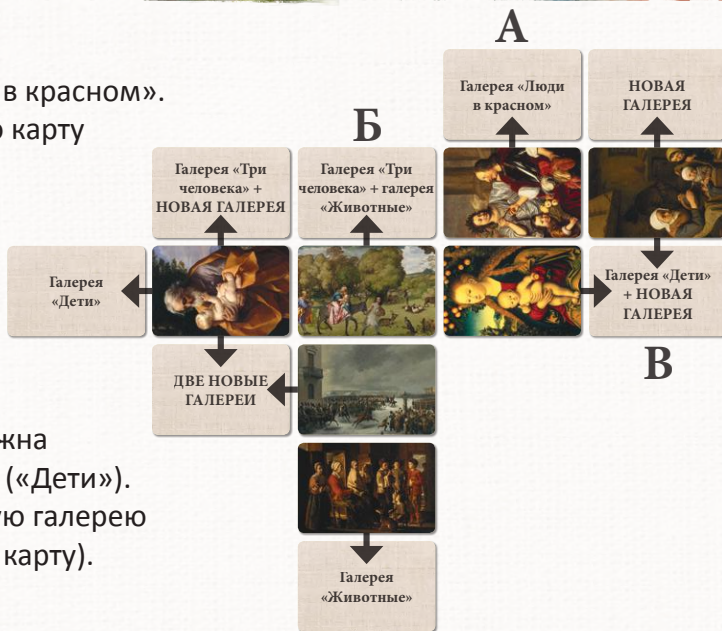 А
в красном».
о карту
Б
Галерея «Люди
в красном»
НОВАЯ
ГАЛЕРЕЯ
Галерея «Три
человека» +
НОВАЯ ГАЛЕРЕЯ
Галерея «Три
человека» + галерея
«Животные»
Галерея
«Дети»
Галерея «Дети»
+ НОВАЯ
ГАЛЕРЕЯ
В
ДВЕ НОВЫЕ
ГАЛЕРЕИ
жна
(«Дети»).
ую галерею
карту).
Галерея
«Животные»